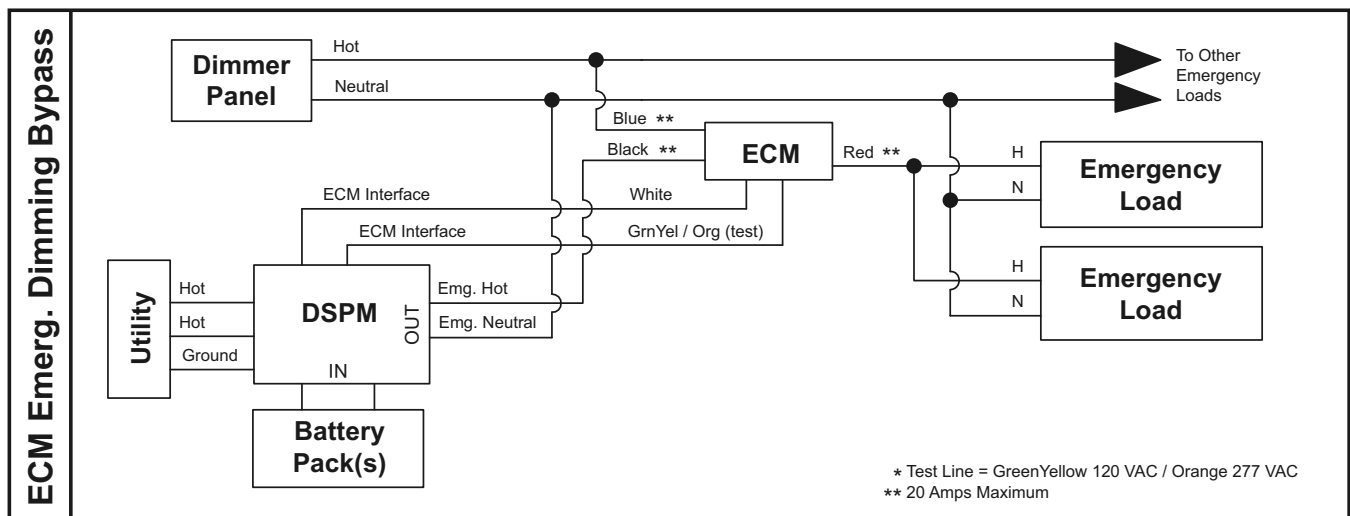 ECM Emerg. Dimming Bypass
Dimmer
Panel
Hot
Neutral
To Other
Emergency
Loads
Blue **
Black **
ECM
Red **
H
N
Emergency
Load
ECM Interface
White
ECM Interface
GrnYel / Org (test)
H
N
Emergency
Load
Utility
Hot
Hot
Ground
DSPM
IN
OUT
Emg. Hot
Emg. Neutral
Battery
Pack(s)
* Test Line = GreenYellow 120 VAC / Orange 277 VAC
** 20 Amps Maximum